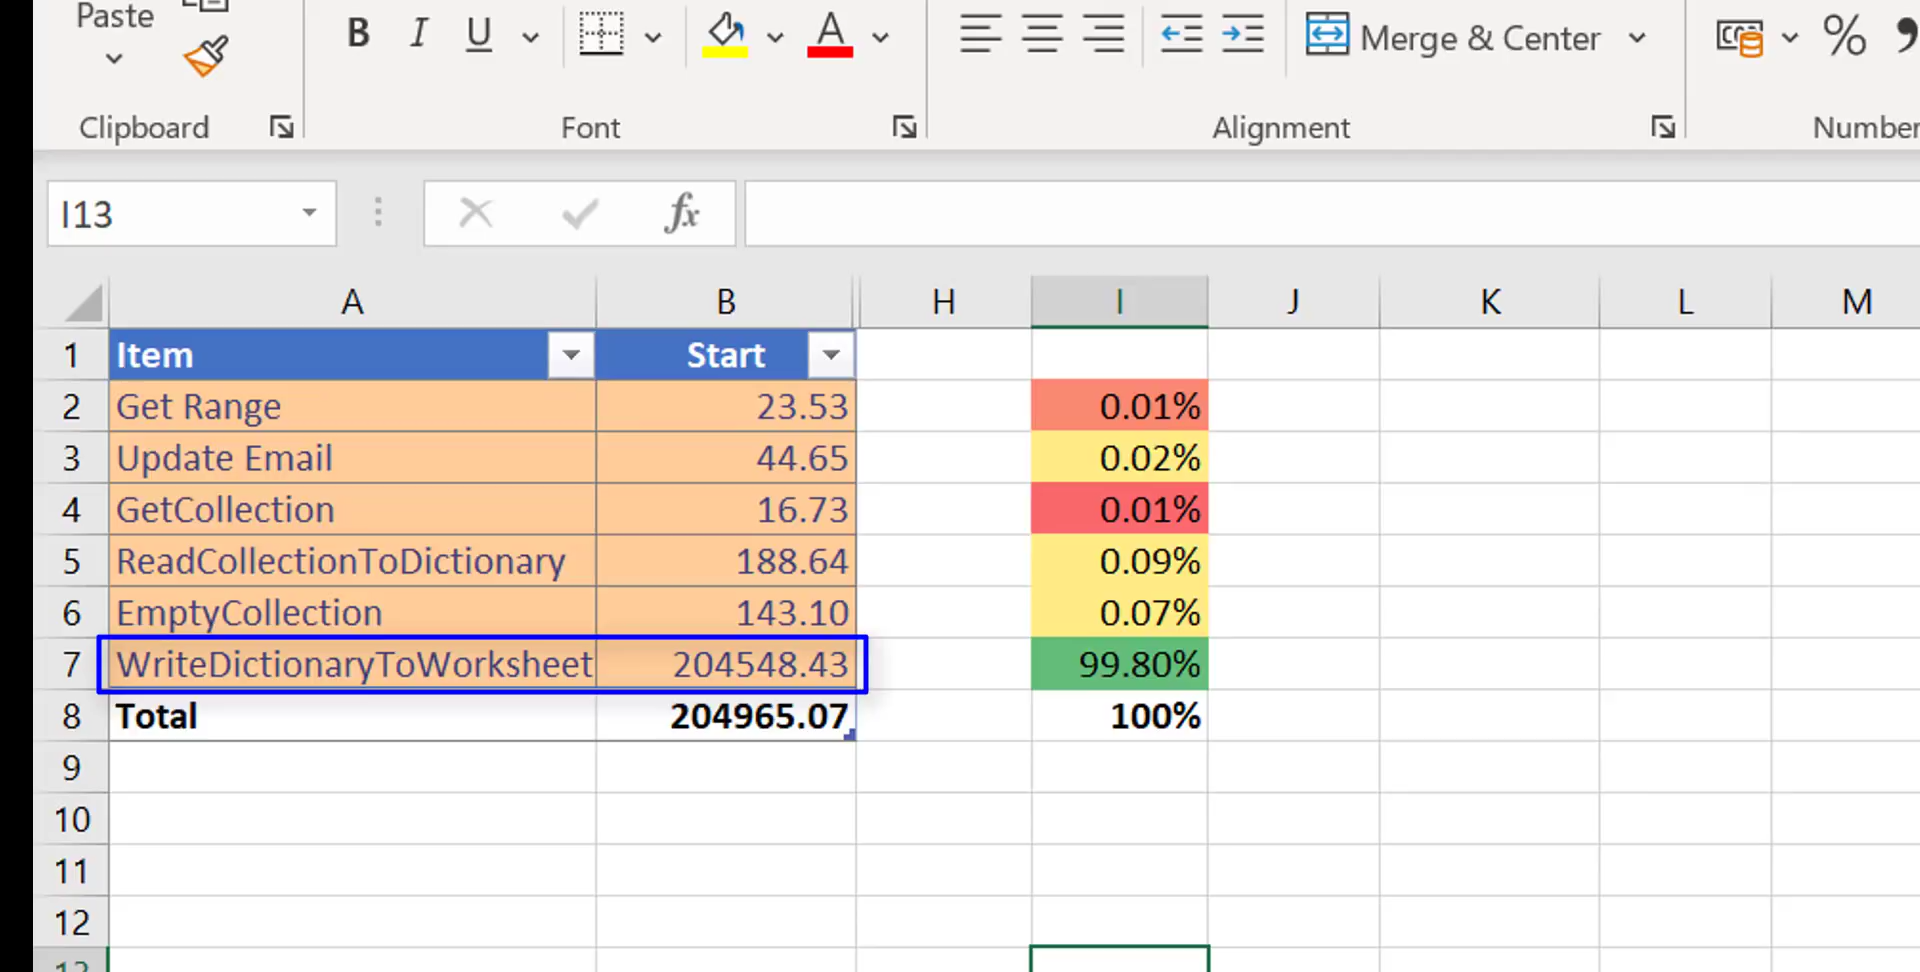 Paste
B I U A Merge & Center %
Clipboard Font Alignment Number
I13 fx
A B H I J K L M
1 Item Start
2 Get Range 23.53 0.01%
3 Update Email 44.65 0.02%
4 GetCollection 16.73 0.01%
5 ReadCollectionToDictionary 188.64 0.09%
6 EmptyCollection 143.10 0.07%
7 WriteDictionaryToWorksheet 204548.43 99.80%
8 Total 204965.07 100%
9
10
11
12
13